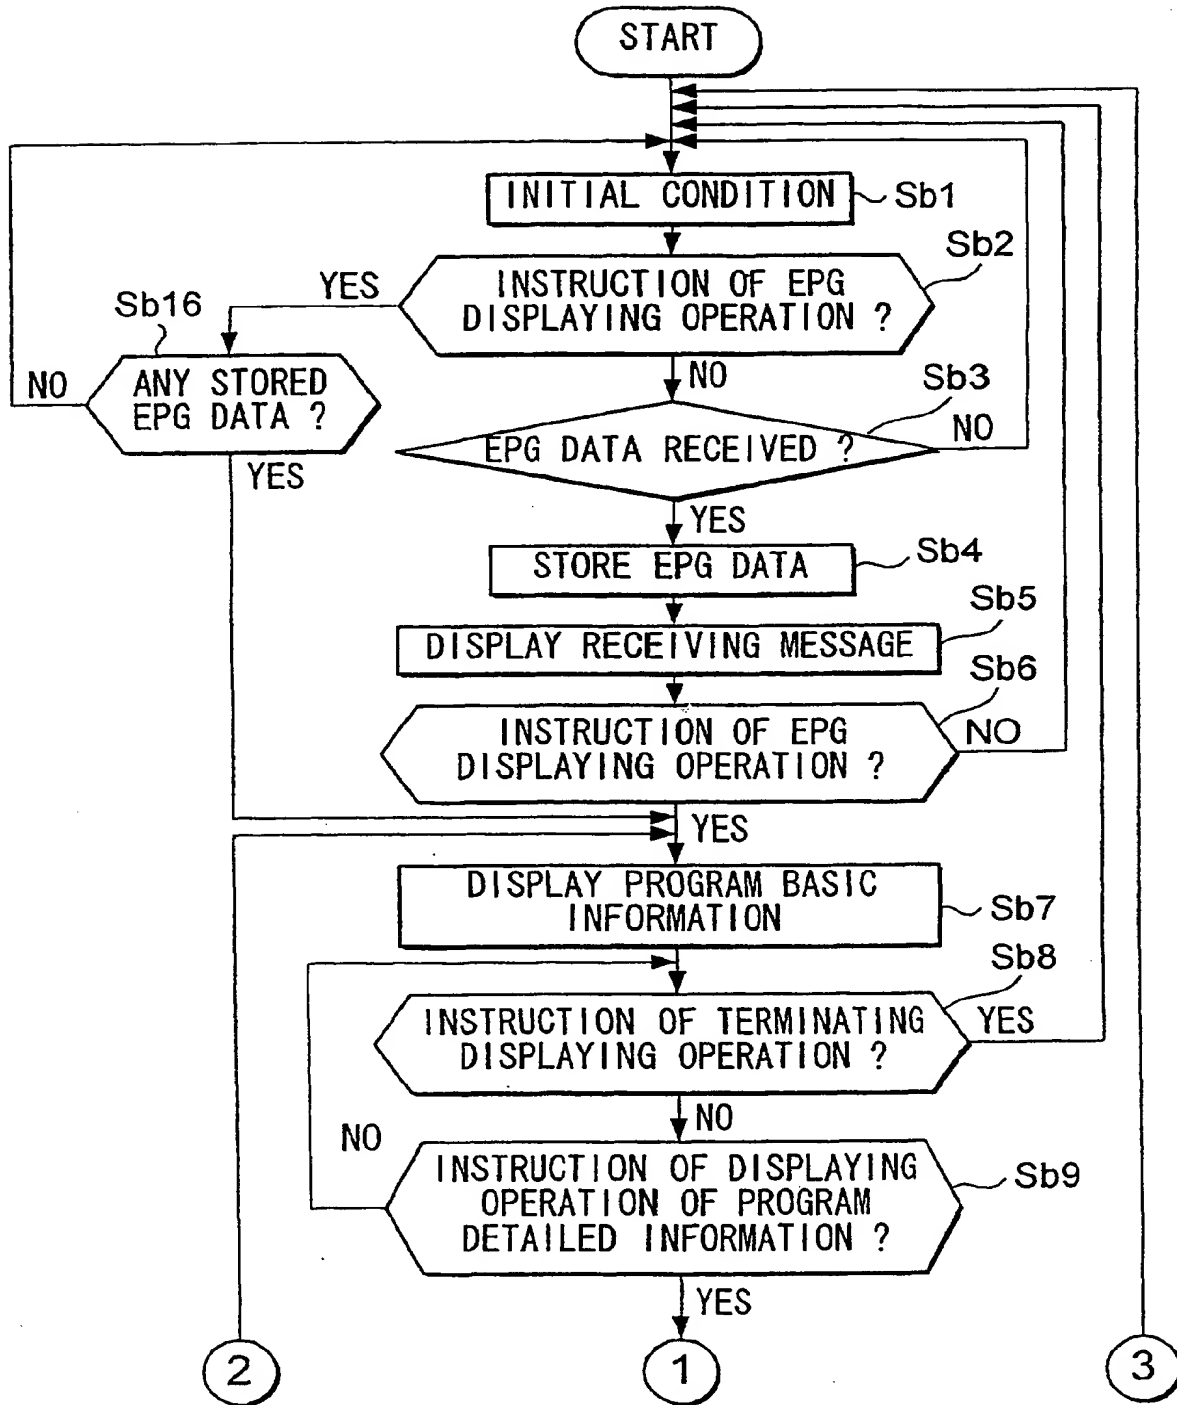 START
INITIAL CONDITION
Sb1
Sb2
INSTRUCTION OF EPG
DISPLAYING OPERATION ?
YES
Sb16
NO
ANY STORED
EPG DATA ?
NO
Sb3
EPG DATA RECEIVED ?
NO
YES
YES
STORE EPG DATA
Sb4
DISPLAY RECEIVING MESSAGE
Sb5
Sb6
INSTRUCTION OF EPG
DISPLAYING OPERATION ?
NO
YES
DISPLAY PROGRAM BASIC
INFORMATION
Sb7
Sb8
INSTRUCTION OF TERMINATING
DISPLAYING OPERATION ?
YES
NO
NO
INSTRUCTION OF DISPLAYING
OPERATION OF PROGRAM
DETAILED INFORMATION ?
Sb9
YES
2
1
3